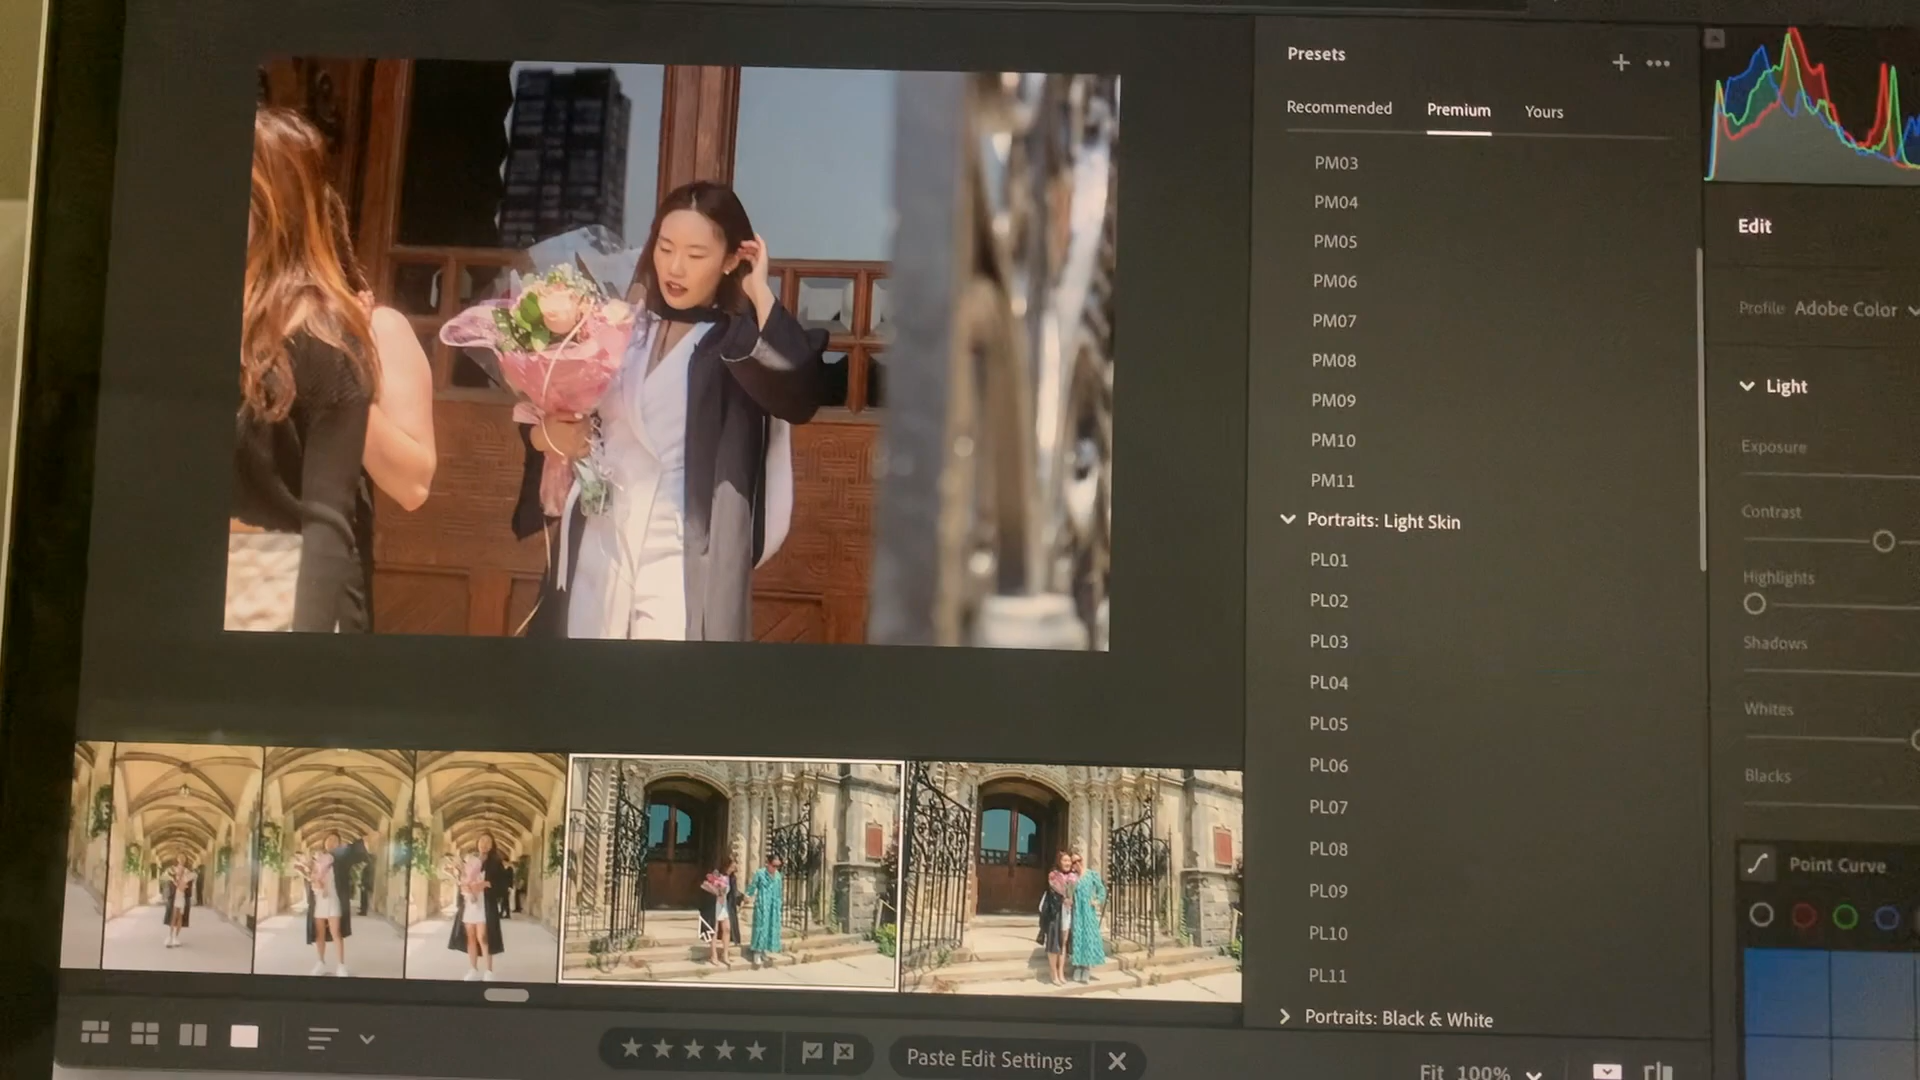 Presets
Recommended Premium Yours
PM03
PM04
PM05
PM06
PM07
PM08
PM09
PM10
PM11
Portraits: Light Skin
PL01
PL02
PL03
PL04
PL05
PL06
PL07
PL08
PL09
PL10
PL11
Portraits: Black & White
Edit
Profile Adobe Color
Light
Exposure
Contrast
Highlights
Shadows
Whites
Blacks
Point Curve
Paste Edit Settings
Fit 100%